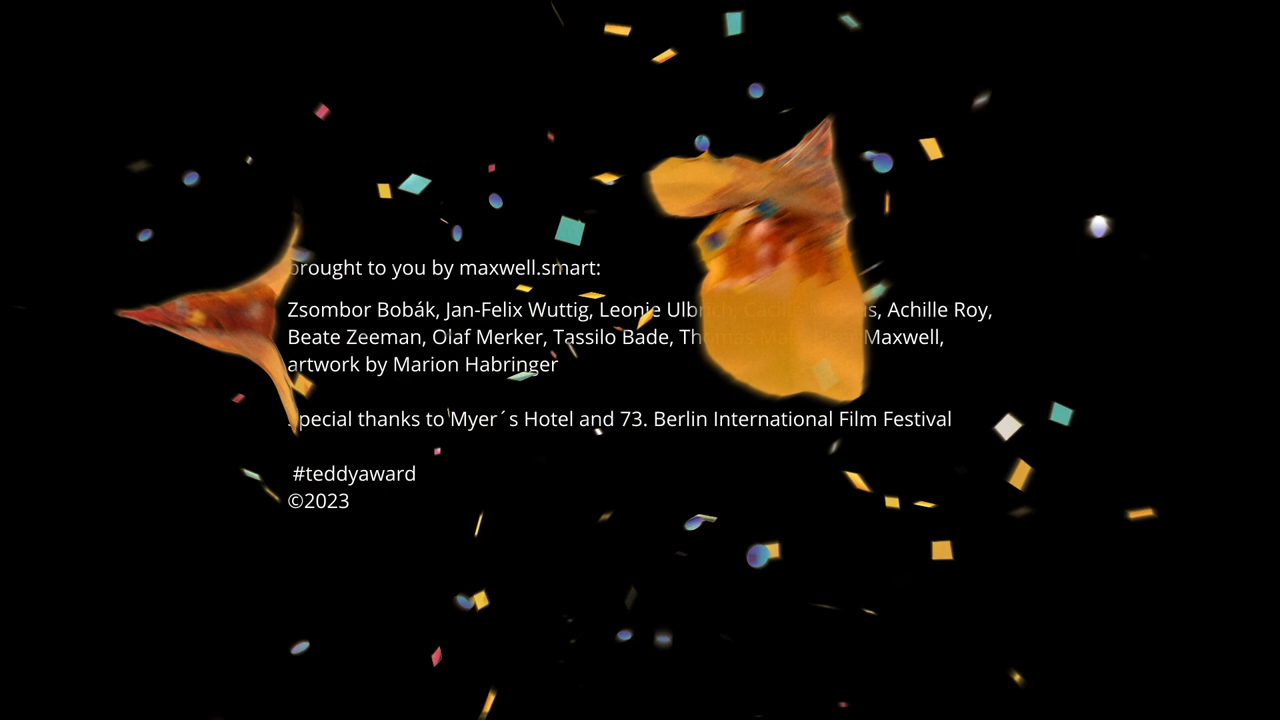 brought to you by maxwell.smart:
Zsombor Bobák, Jan-Felix Wuttig, Leonie Achille Roy,
Beate Zeeman, Olaf Merker, Tassilo Bade, Maxwell,
artwork by Marion Habringer
special thanks to Myer´s Hotel and 73. Berlin International Film Festival
#teddyaward
©2023